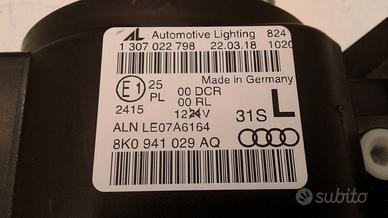 AL Automotive Lighting 824
1 307 022 798 22.03.18 1020
Made in Germany
E1 25 00 DCR
PL 00 RL
2415 12V
31S L
ALN LE07A6164
8K0 941 029 AQ
subito